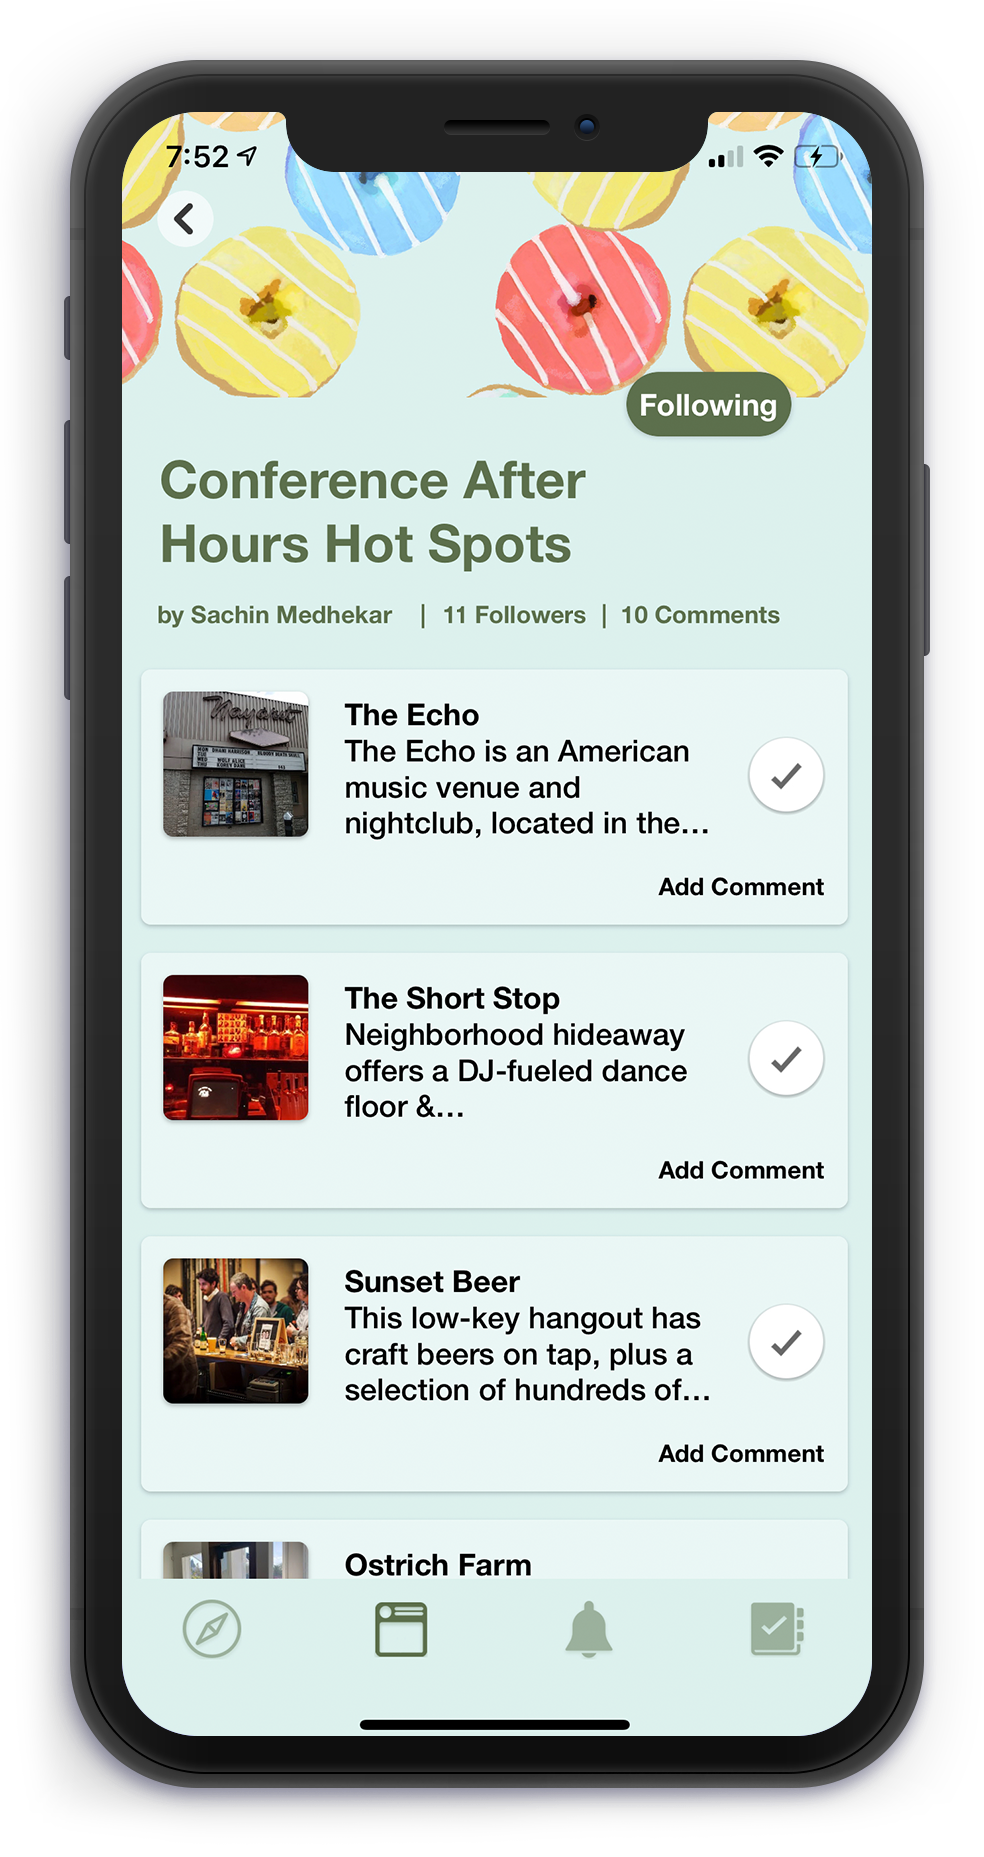 7:52
Following
Conference After
Hours Hot Spots
by Sachin Medhekar | 11 Followers | 10 Comments
Nayarit
The Echo
The Echo is an American
music venue and
nightclub, located in the...
Add Comment
The Short Stop
Neighborhood hideaway
offers a DJ-fueled dance
floor &...
Add Comment
Sunset Beer
This low-key hangout has
craft beers on tap, plus a
selection of hundreds of...
Add Comment
Ostrich Farm